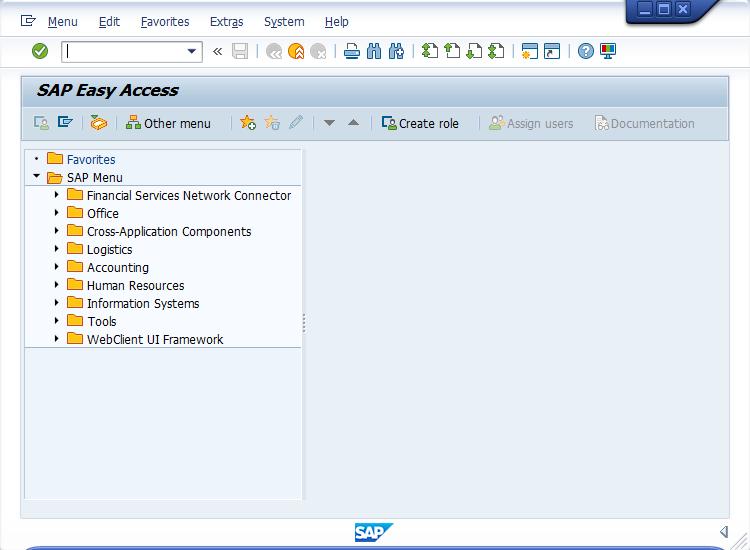 Menu Edit Favorites Extras System Help
SAP Easy Access
Other menu Create role Assign users Documentation
Favorites
SAP Menu
Financial Services Network Connector
Office
Cross-Application Components
Logistics
Accounting
Human Resources
Information Systems
Tools
WebClient UI Framework
SAP